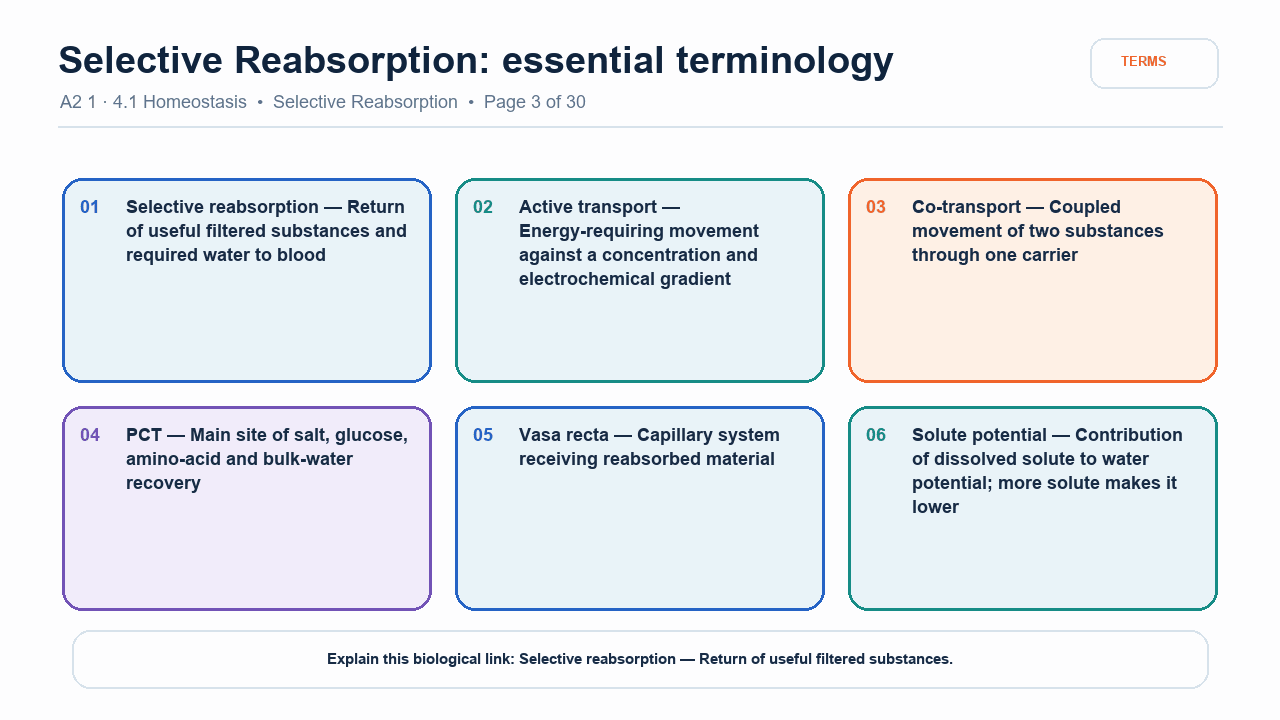 Selective Reabsorption: essential terminology
TERMS
A2 1 · 4.1 Homeostasis • Selective Reabsorption • Page 3 of 30
01
Selective reabsorption — Return
of useful filtered substances and
required water to blood
02
Active transport —
Energy-requiring movement
against a concentration and
electrochemical gradient
03
Co-transport — Coupled
movement of two substances
through one carrier
04
PCT — Main site of salt, glucose,
amino-acid and bulk-water
recovery
05
Vasa recta — Capillary system
receiving reabsorbed material
06
Solute potential — Contribution
of dissolved solute to water
potential; more solute makes it
lower
Explain this biological link: Selective reabsorption — Return of useful filtered substances.